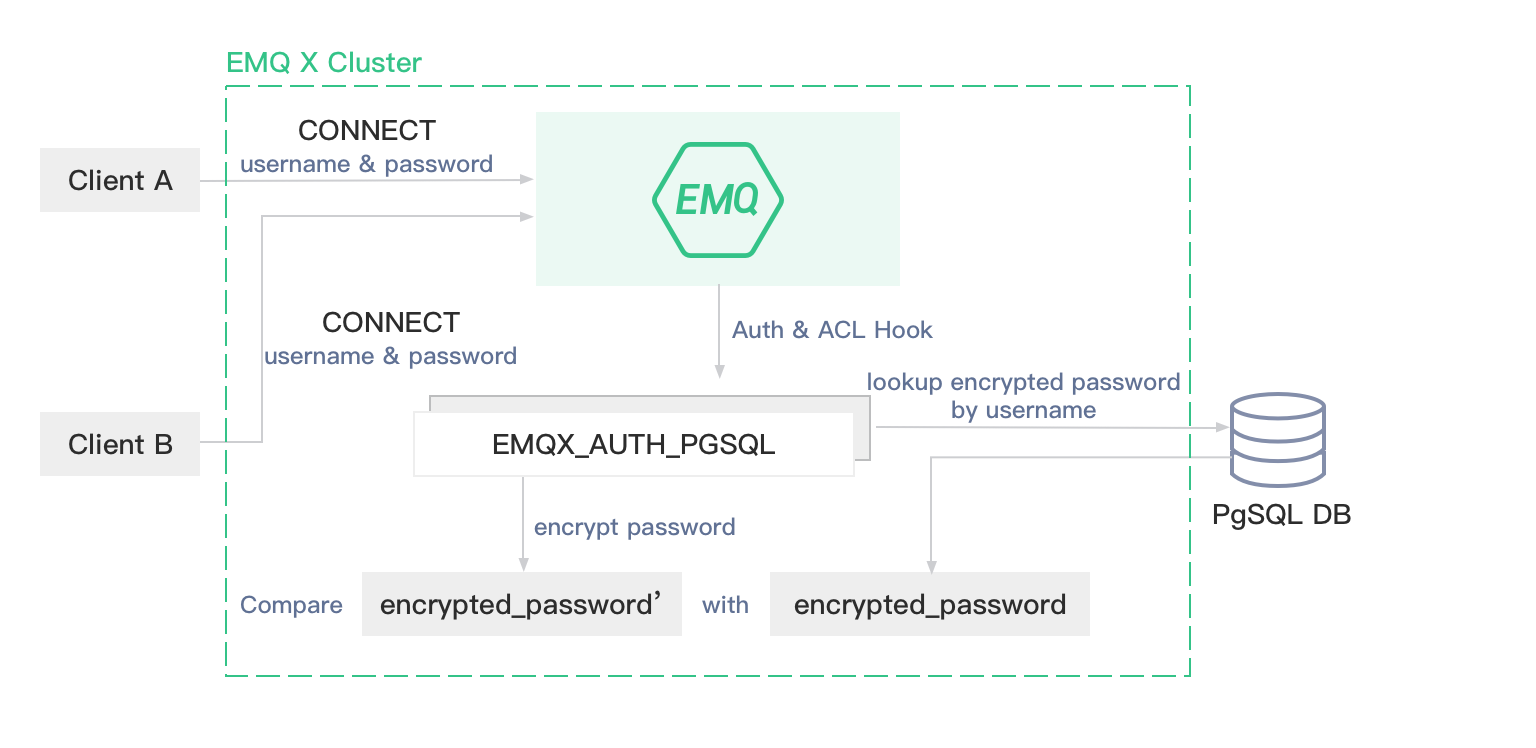 EMQ X Cluster
CONNECT
username & password
Client A
EMQ
CONNECT
username & password
Auth & ACL Hook
lookup encrypted password
by username
Client B
EMQX_AUTH_PGSQL
PgSQL DB
encrypt password
Compare
encrypted_password’
with
encrypted_password